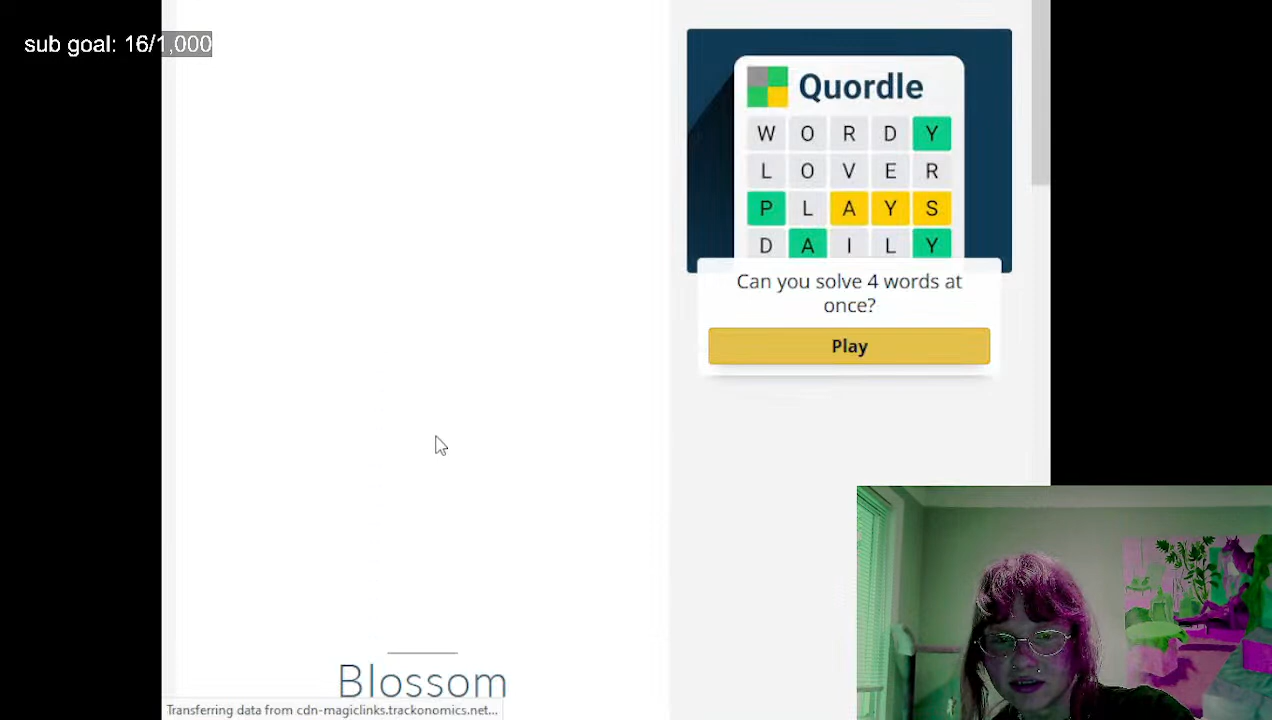 sub goal: 16/1,000
Quordle
W O R D Y
L O V E R
P L A Y S
D A I L Y
Can you solve 4 words at
once?
Play
Blossom
Transferring data from cdn-magiclinks.trackonomics.net...